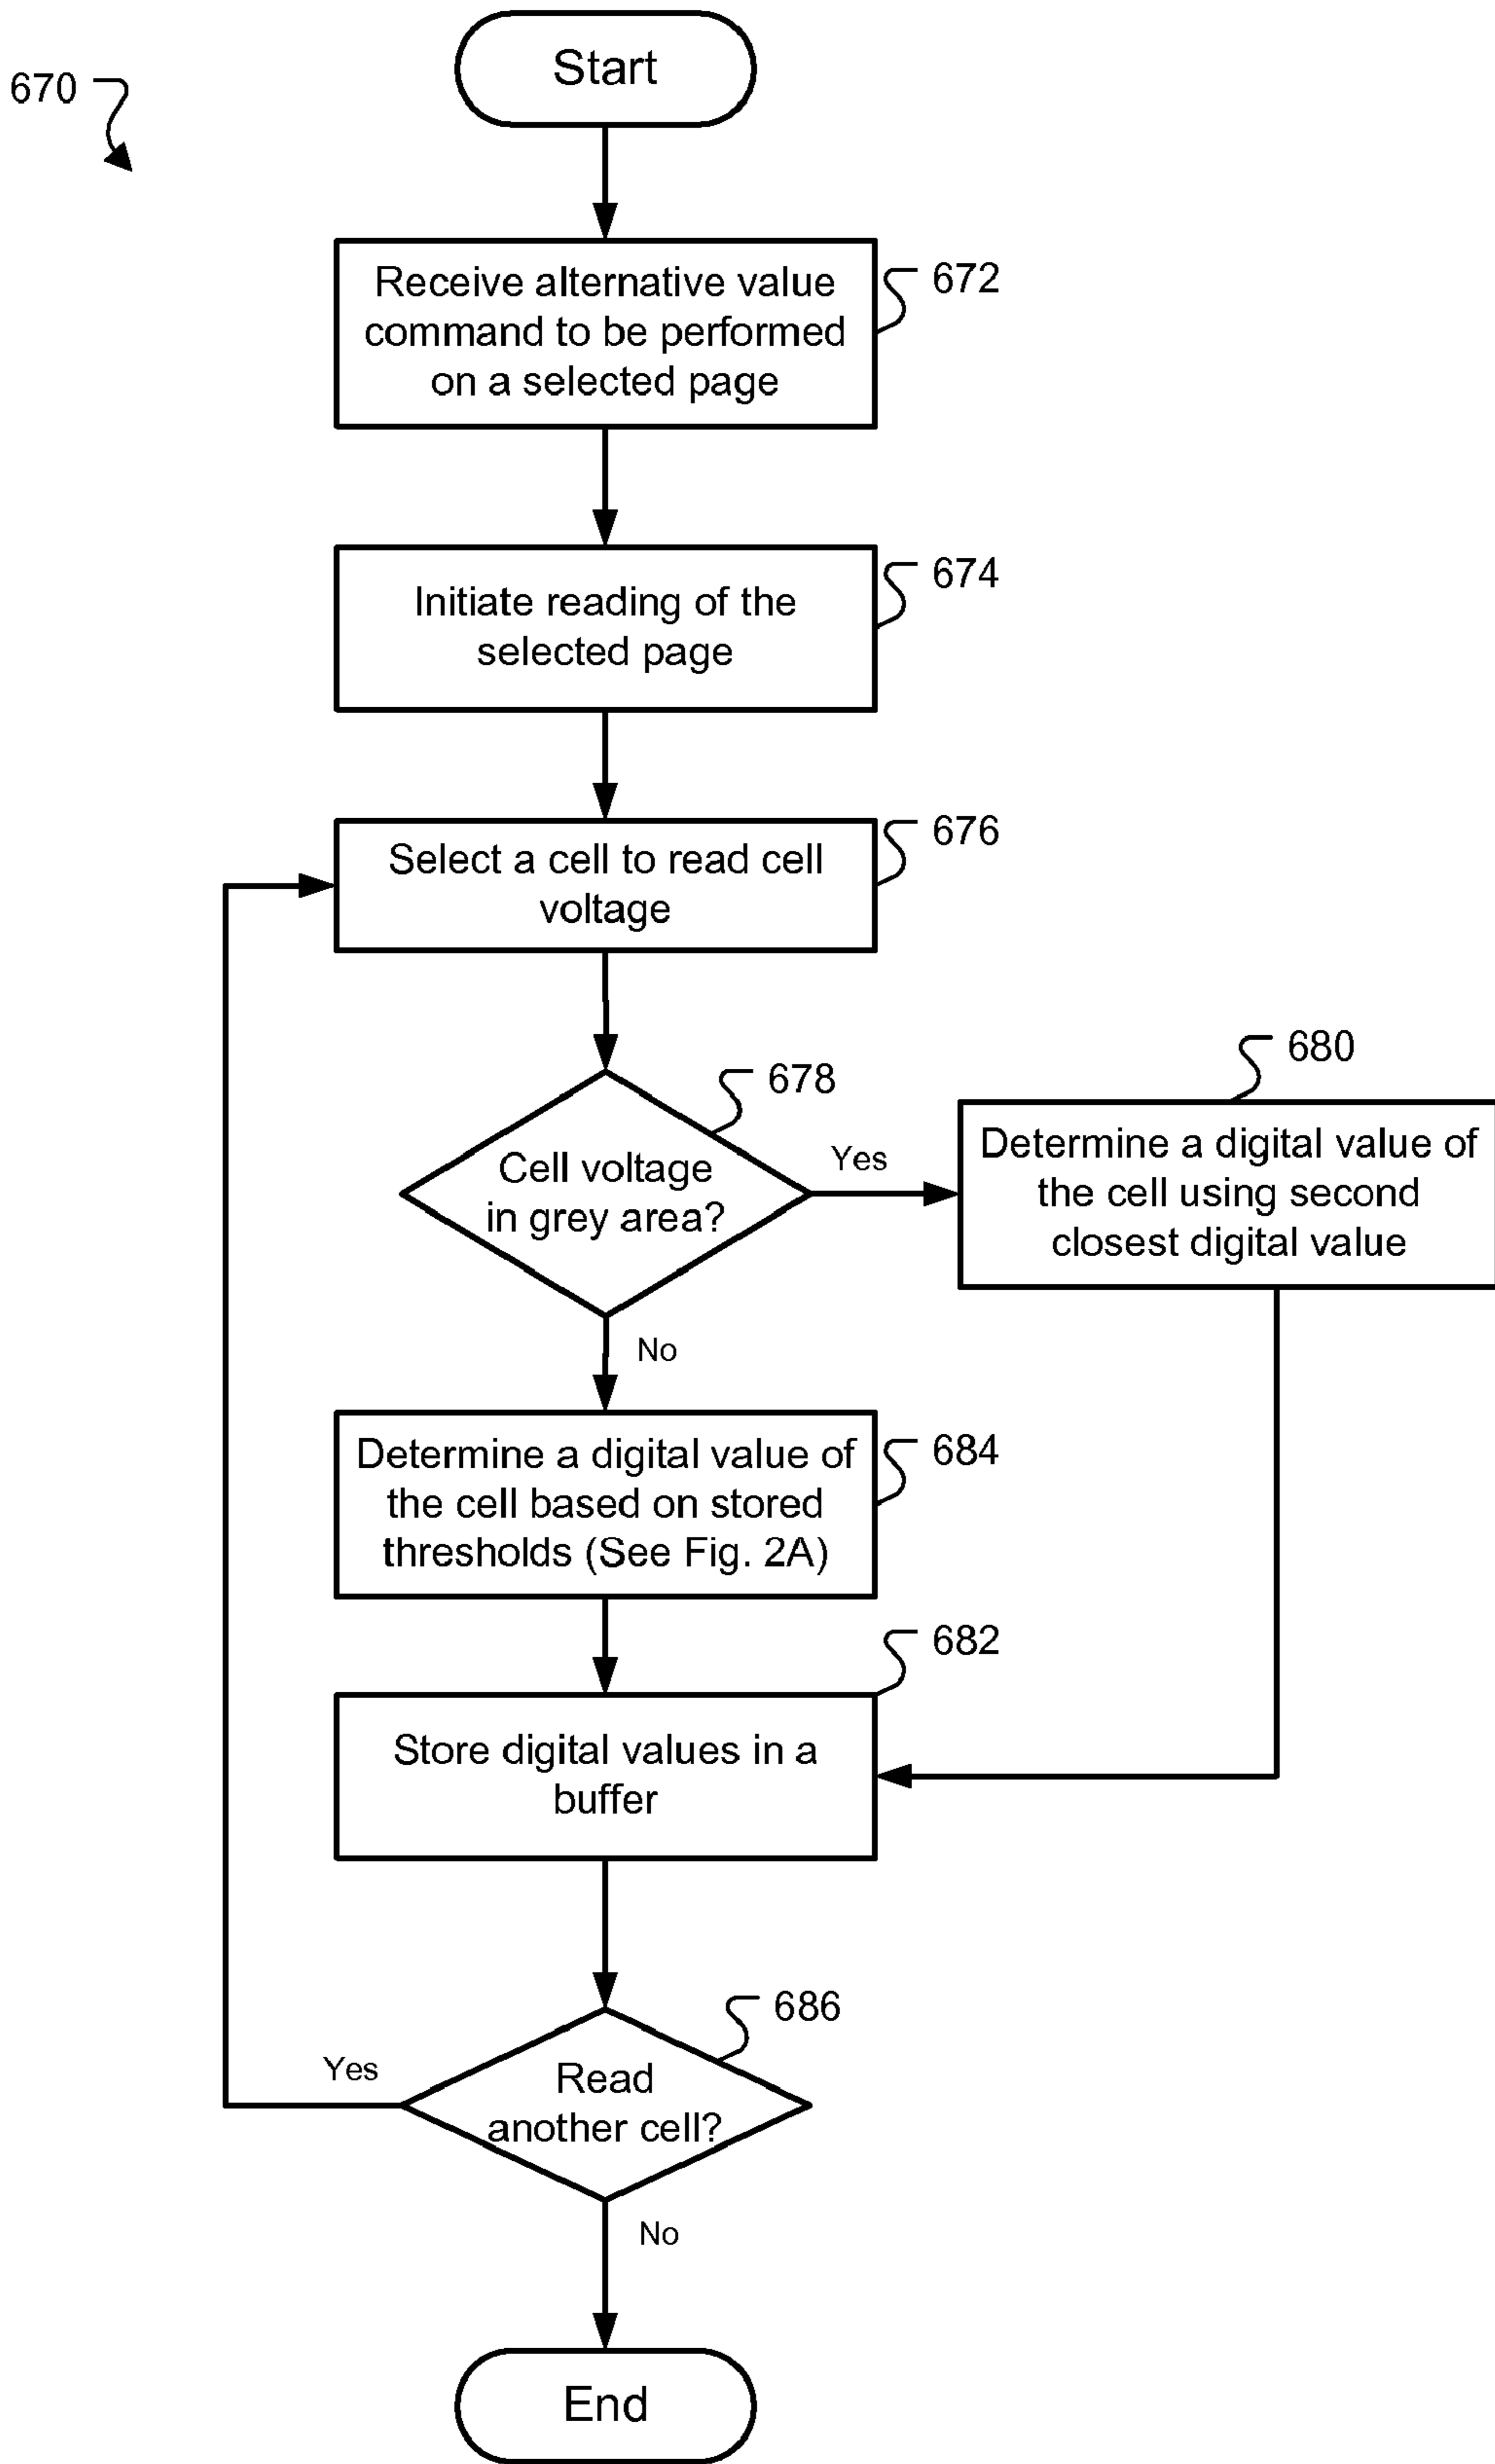 Start
670
Receive alternative value
command to be performed
on a selected page
672
Initiate reading of the
selected page
674
Select a cell to read cell
voltage
676
Cell voltage
in grey area?
678
Yes
680
Determine a digital value of
the cell using second
closest digital value
No
Determine a digital value of
the cell based on stored
thresholds (See Fig. 2A)
684
682
Store digital values in a
buffer
686
Read
another cell?
Yes
No
End